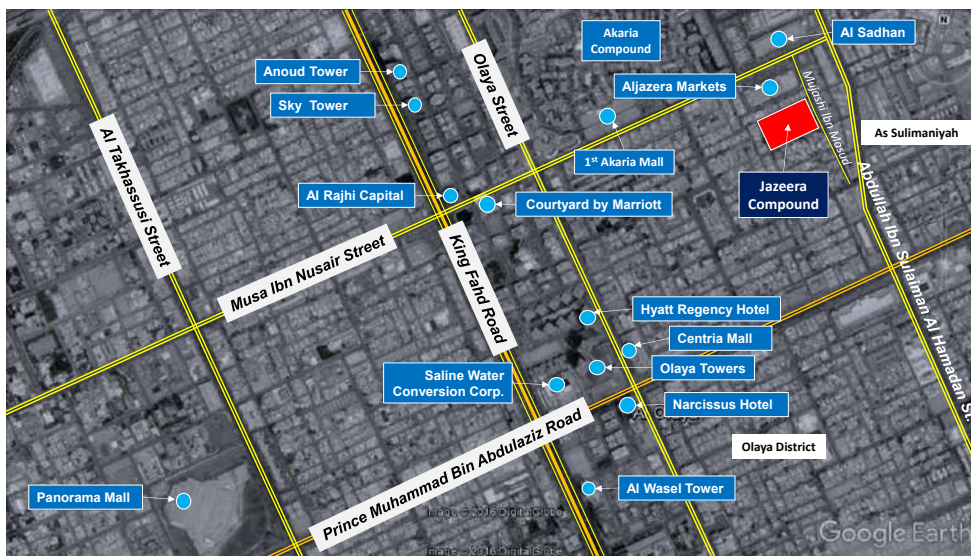 N
Al Sadhan
Akaria
Compound
Anoud Tower
Sky Tower
Olaya Street
Aljazera Markets
Mujashi Ibn Masud
As Sulimaniyah
Al Takhassusi Street
1st Akaria Mall
Jazeera
Compound
Al Rajhi Capital
Courtyard by Marriott
Musa Ibn Nusair Street
King Fahd Road
Abdullah Ibn Sulaiman Al Hamadan St.
Hyatt Regency Hotel
Centria Mall
Olaya Towers
Saline Water
Conversion Corp.
Narcissus Hotel
Olaya District
Prince Muhammad Bin Abdulaziz Road
Panorama Mall
Al Wasel Tower
Image © 2016 DigitalGlobe
Google Earth
Image © 2016 DigitalGlobe